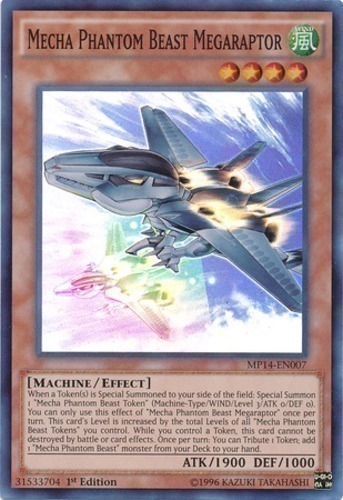 MECHA PHANTOM BEAST MEGARAPTOR
風
MP14-EN007
[MACHINE/EFFECT]
When a Token(s) is Special Summoned to your side of the field: Special Summon
1 "Mecha Phantom Beast Token" (Machine-Type/WIND/Level 3/ATK 0/DEF 0).
You can only use this effect of "Mecha Phantom Beast Megaraptor" once per
turn. This card's Level is increased by the total Levels of all "Mecha Phantom
Beast Tokens" you control. While you control a Token, this card cannot be
destroyed by battle or card effects. Once per turn: You can Tribute 1 Token; add
1 "Mecha Phantom Beast" monster from your Deck to your hand.
ATK/1900 DEF/1000
31533704 1st Edition ©1996 KAZUKI TAKAHASHI